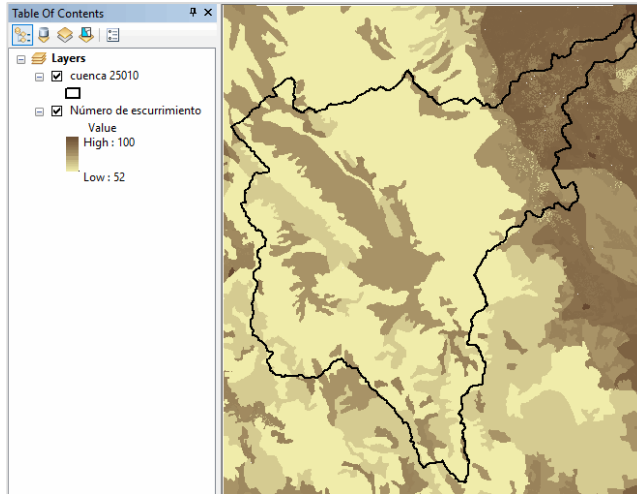 Table Of Contents
Layers
cuenca 25010
Número de escurrimiento
Value
High : 100
Low : 52